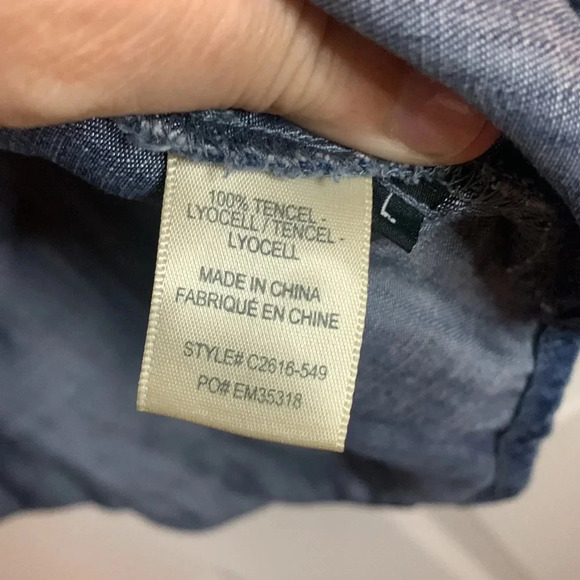 100% TENCEL -
LYOCELL / TENCEL -
LYOCELL
MADE IN CHINA
FABRIQUÉ EN CHINE
STYLE# C2616-549
PO# EM35318
L